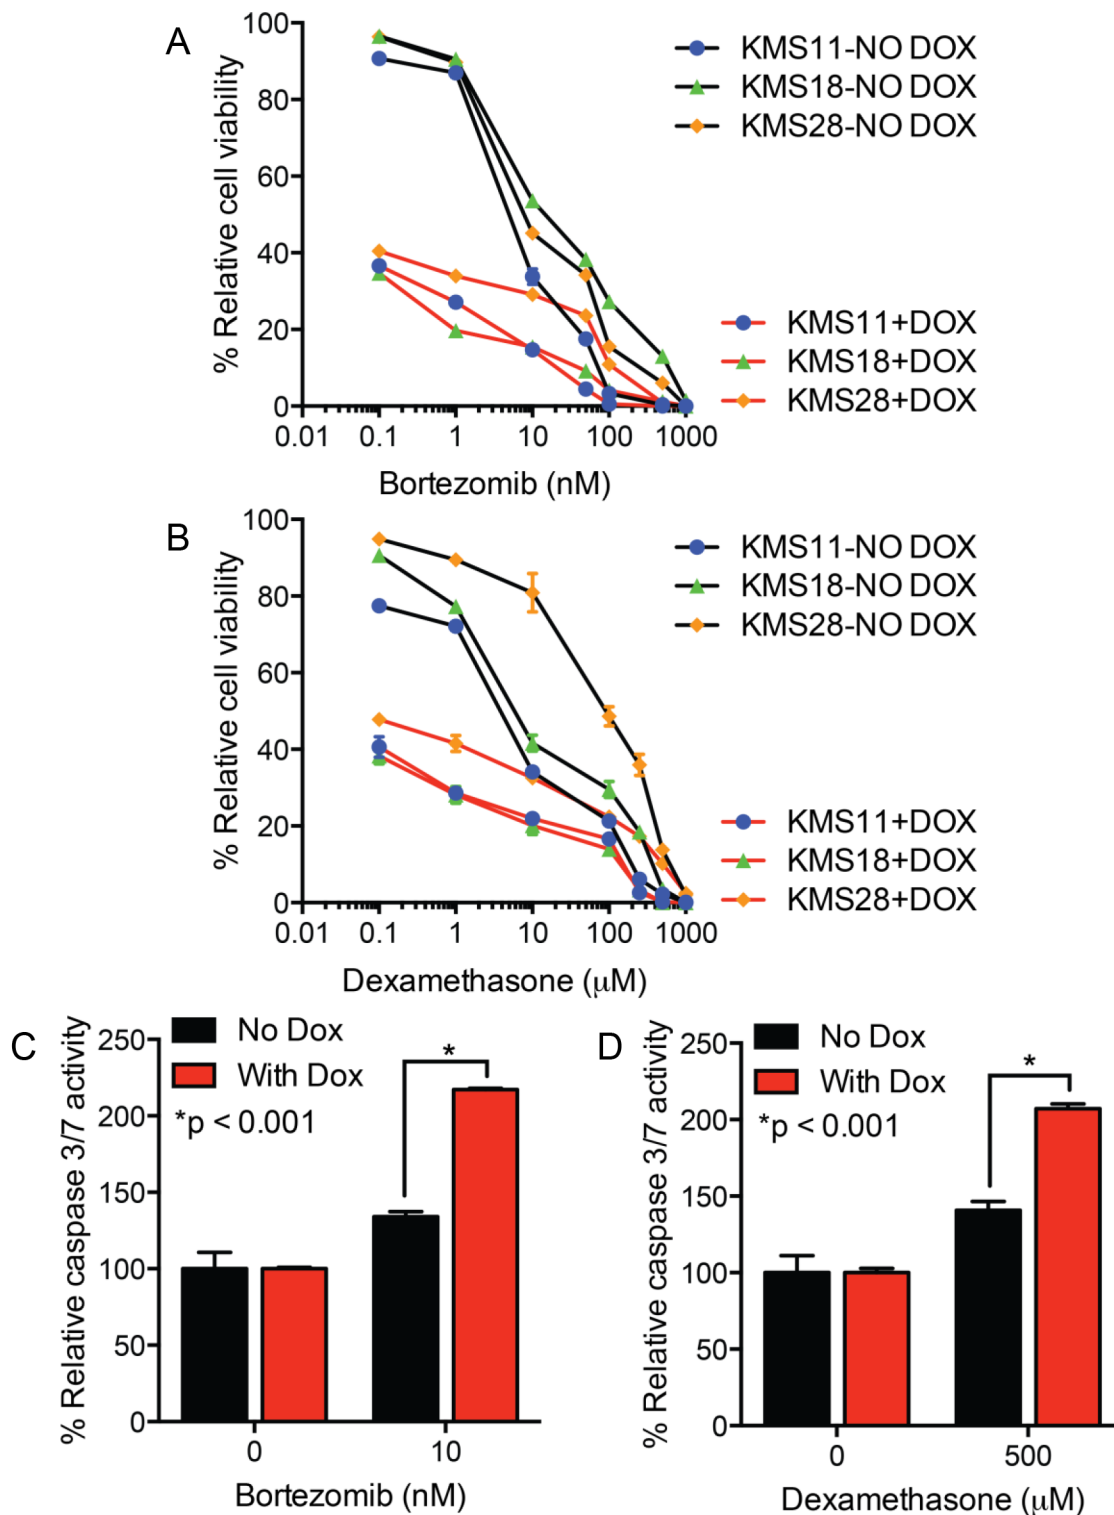 A
% Relative cell viability
100
80
60
40
20
0
0.01 0.1 1 10 100 1000
Bortezomib (nM)
KMS11-NO DOX
KMS18-NO DOX
KMS28-NO DOX
KMS11+DOX
KMS18+DOX
KMS28+DOX
B
% Relative cell viability
100
80
60
40
20
0
0.01 0.1 1 10 100 1000
Dexamethasone (μM)
KMS11-NO DOX
KMS18-NO DOX
KMS28-NO DOX
KMS11+DOX
KMS18+DOX
KMS28+DOX
C
% Relative caspase 3/7 activity
250
200
150
100
50
0
No Dox
With Dox
*p < 0.001
*
0 10
Bortezomib (nM)
D
% Relative caspase 3/7 activity
250
200
150
100
50
0
No Dox
With Dox
*p < 0.001
*
0 500
Dexamethasone (μM)